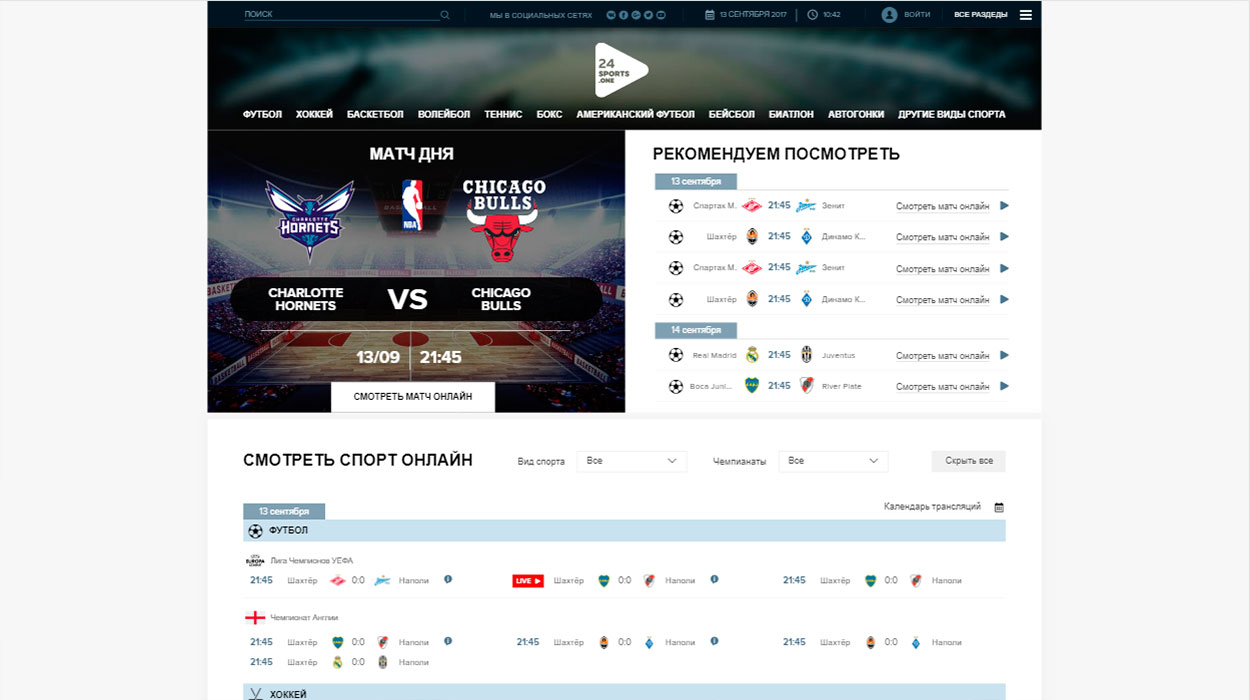 ПОИСК
МЫ В СОЦИАЛЬНЫХ СЕТЯХ
13 СЕНТЯБРЯ 2017
10:42
ВОЙТИ
ВСЕ РАЗДЕДЫ
24
SPORTS
.ONE
ФУТБОЛ ХОККЕЙ БАСКЕТБОЛ ВОЛЕЙБОЛ ТЕННИС БОКС АМЕРИКАНСКИЙ ФУТБОЛ БЕЙСБОЛ БИАТЛОН АВТОГОНКИ ДРУГИЕ ВИДЫ СПОРТА
МАТЧ ДНЯ
CHARLOTTE
HORNETS
NBA
CHICAGO
BULLS
CHARLOTTE
HORNETS
VS
CHICAGO
BULLS
13/09 21:45
СМОТРЕТЬ МАТЧ ОНЛАЙН
РЕКОМЕНДУЕМ ПОСМОТРЕТЬ
13 сентября
Спартак М. 21:45 Зенит Смотреть матч онлайн
Шахтёр 21:45 Динамо К... Смотреть матч онлайн
Спартак М. 21:45 Зенит Смотреть матч онлайн
Шахтёр 21:45 Динамо К... Смотреть матч онлайн
14 сентября
Real Madrid 21:45 Juventus Смотреть матч онлайн
Boca Juni... 21:45 River Plate Смотреть матч онлайн
СМОТРЕТЬ СПОРТ ОНЛАЙН
Вид спорта Все
Чемпианаты Все
Скрыть все
Календарь трансляций
13 сентября
ФУТБОЛ
UEFA EUROPA LEAGUE
Лига Чемпионов УЕФА
21:45 Шахтёр 0:0 Наполи LIVE Шахтёр 0:0 Наполи 21:45 Шахтёр 0:0 Наполи
Чемпионат Англии
21:45 Шахтёр 0:0 Наполи 21:45 Шахтёр 0:0 Наполи 21:45 Шахтёр 0:0 Наполи
21:45 Шахтёр 0:0 Наполи
ХОККЕЙ